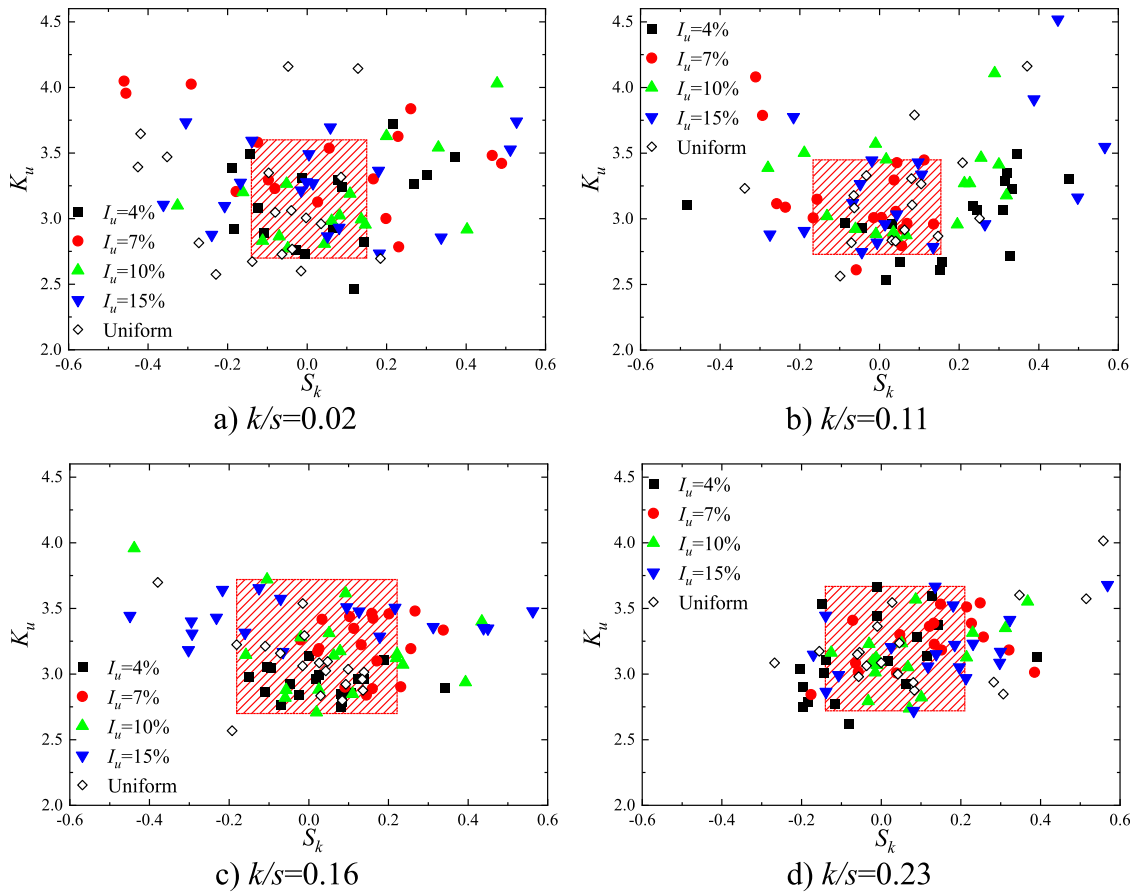 4.5
4.0
3.5
3.0
2.5
2.0
K_u
I_u=4%
I_u=7%
I_u=10%
I_u=15%
Uniform
-0.6 -0.4 -0.2 0.0 0.2 0.4 0.6
S_k
a) k/s=0.02
4.5
4.0
3.5
3.0
2.5
2.0
K_u
I_u=4%
I_u=7%
I_u=10%
I_u=15%
Uniform
-0.6 -0.4 -0.2 0.0 0.2 0.4 0.6
S_k
b) k/s=0.11
4.5
4.0
3.5
3.0
2.5
2.0
K_u
I_u=4%
I_u=7%
I_u=10%
I_u=15%
Uniform
-0.6 -0.4 -0.2 0.0 0.2 0.4 0.6
S_k
c) k/s=0.16
4.5
4.0
3.5
3.0
2.5
2.0
K_u
I_u=4%
I_u=7%
I_u=10%
I_u=15%
Uniform
-0.6 -0.4 -0.2 0.0 0.2 0.4 0.6
S_k
d) k/s=0.23